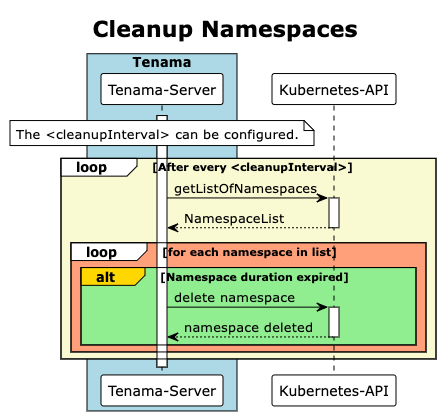 Cleanup Namespaces
Tenama
Tenama-Server
Kubernetes-API
The <cleanupInterval> can be configured.
loop
[After every <cleanupInterval>]
getListOfNamespaces
NamespaceList
loop
[for each namespace in list]
alt
[Namespace duration expired]
delete namespace
namespace deleted
Tenama-Server
Kubernetes-API